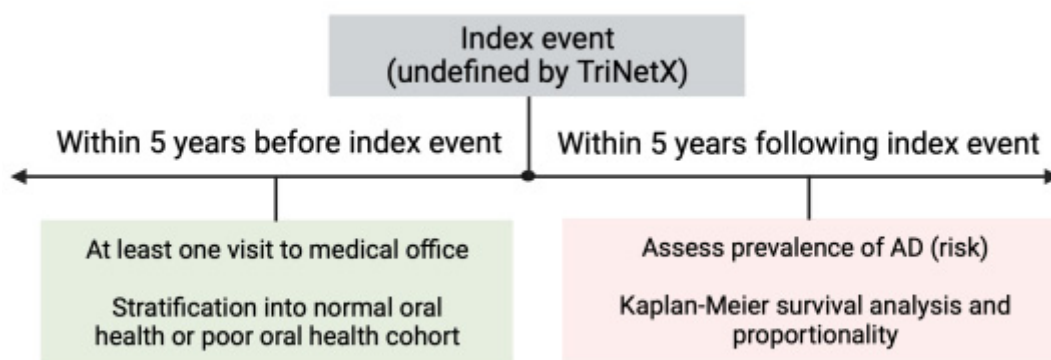 Index event
(undefined by TriNetX)
Within 5 years before index event
Within 5 years following index event
At least one visit to medical office
Stratification into normal oral
health or poor oral health cohort
Assess prevalence of AD (risk)
Kaplan-Meier survival analysis and
proportionality